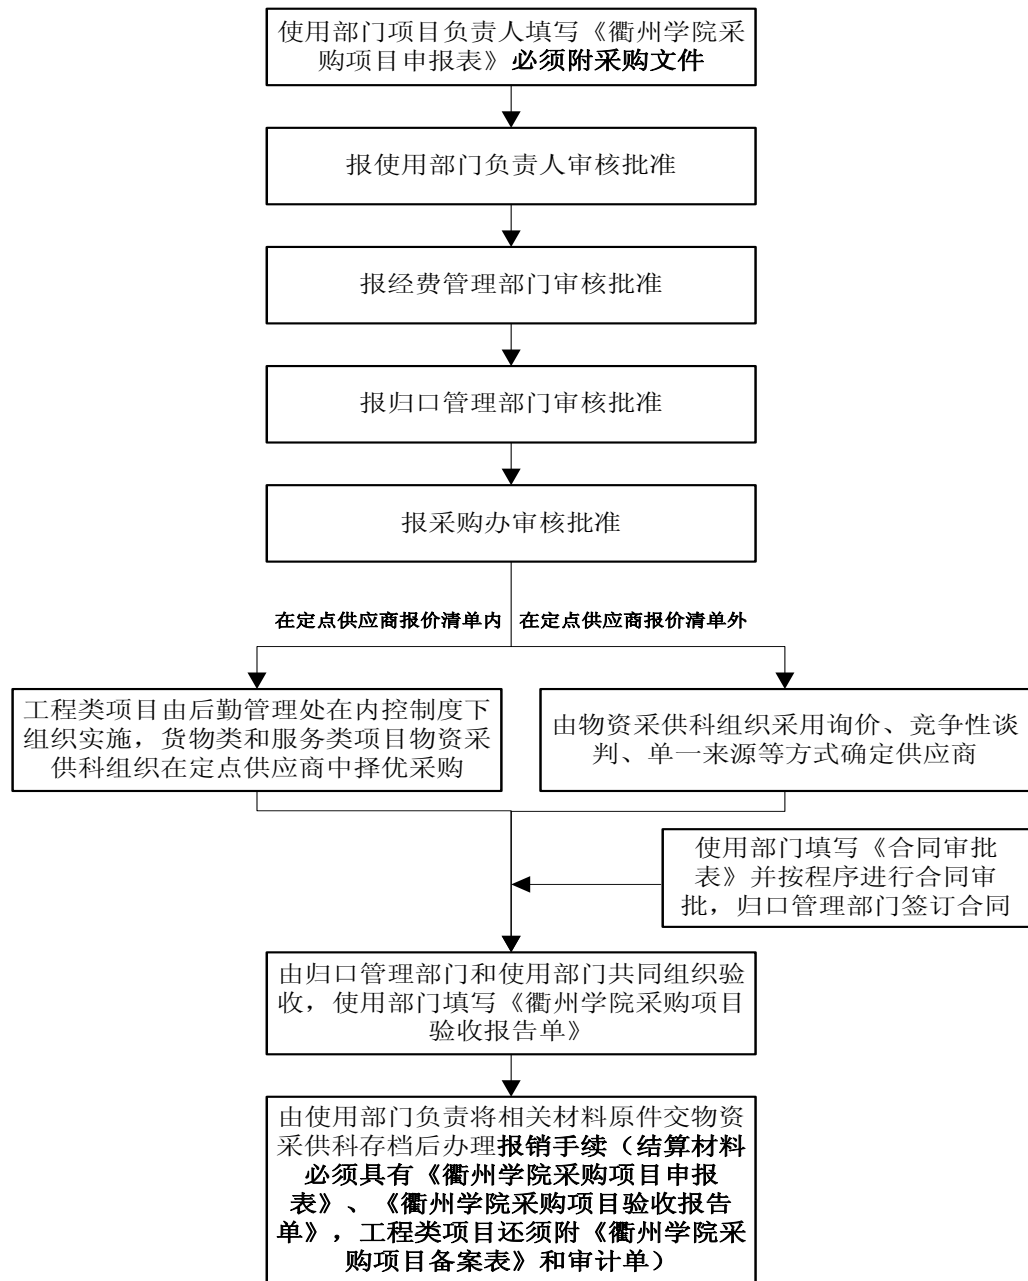 使用部门项目负责人填写《衢州学院采
购项目申报表》必须附采购文件
报使用部门负责人审核批准
报经费管理部门审核批准
报归口管理部门审核批准
报采购办审核批准
在定点供应商报价清单内
在定点供应商报价清单外
工程类项目由后勤管理处在内控制度下
组织实施，货物类和服务类项目物资采
供科组织在定点供应商中择优采购
由物资采供科组织采用询价、竞争性谈
判、单一来源等方式确定供应商
使用部门填写《合同审批
表》并按程序进行合同审
批，归口管理部门签订合同
由归口管理部门和使用部门共同组织验
收，使用部门填写《衢州学院采购项目
验收报告单》
由使用部门负责将相关材料原件交物资
采供科存档后办理报销手续（结算材料
必须具有《衢州学院采购项目申报
表》、《衢州学院采购项目验收报告
单》，工程类项目还须附《衢州学院采
购项目备案表》和审计单）